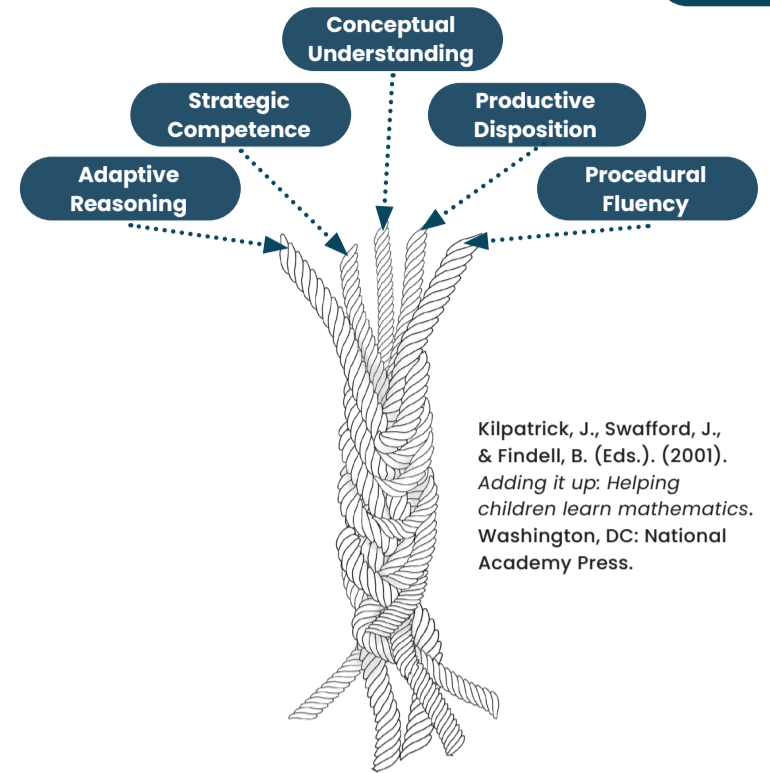 Conceptual
Understanding
Strategic
Competence
Productive
Disposition
Adaptive
Reasoning
Procedural
Fluency
Kilpatrick, J., Swafford, J.,
& Findell, B. (Eds.). (2001).
Adding it up: Helping
children learn mathematics.
Washington, DC: National
Academy Press.